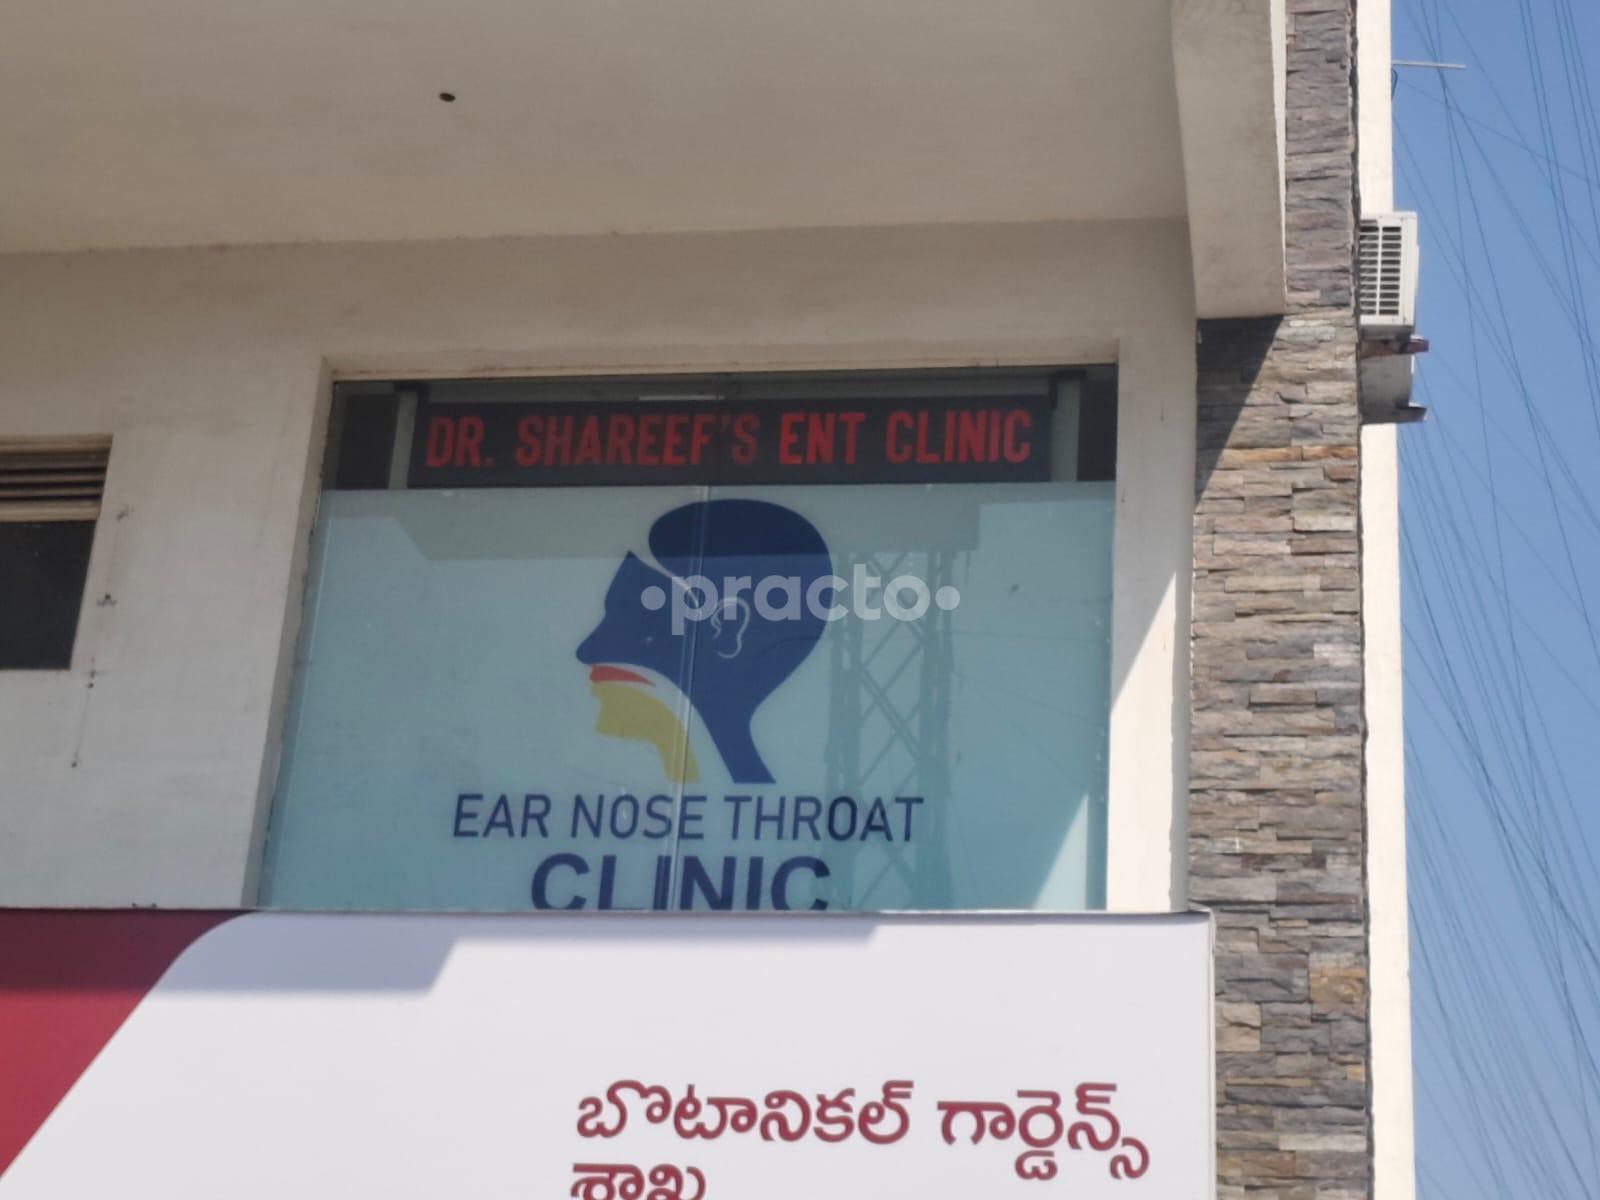 DR. SHAREEF'S ENT CLINIC
•practo•
EAR NOSE THROAT
CLINIC
బొటానికల్ గార్డెన్స్
శాఖ